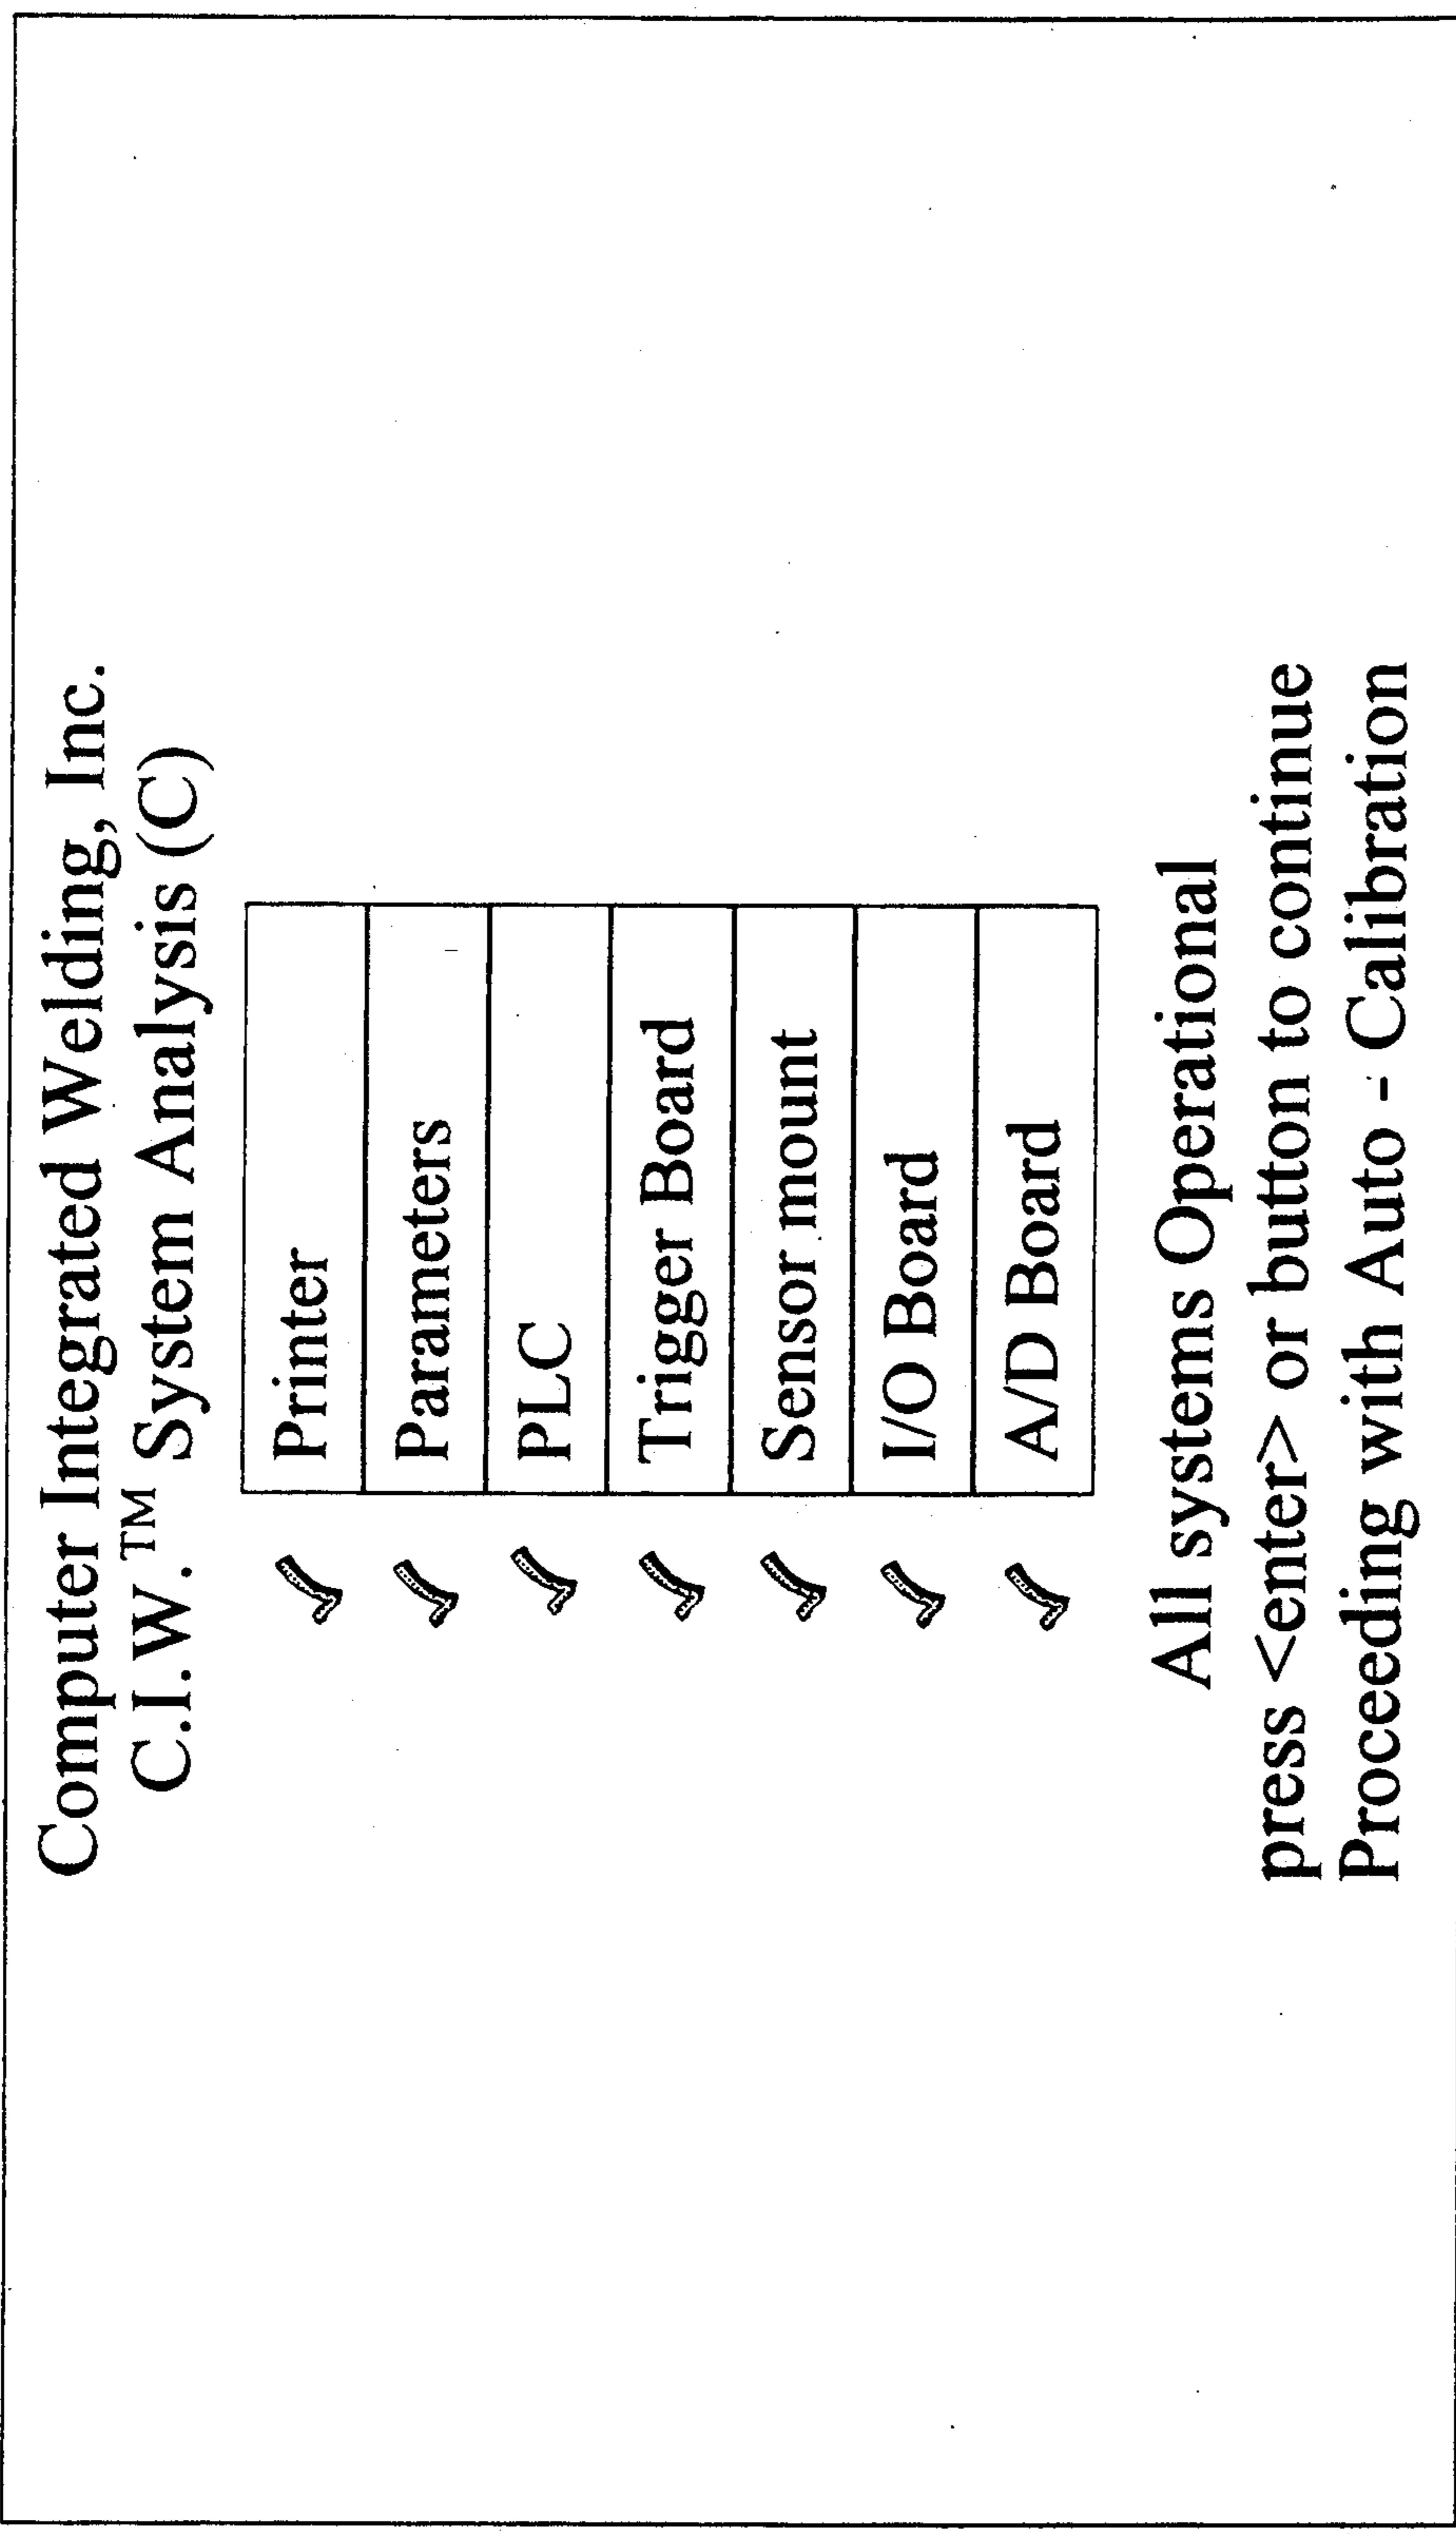 Computer Integrated Welding, Inc.
C.I.W.™ System Analysis (C)
✓ Printer
✓ Parameters
✓ PLC
✓ Trigger Board
✓ Sensor mount
✓ I/O Board
✓ A/D Board
All systems Operational
press <enter> or button to continue
Proceeding with Auto - Calibration